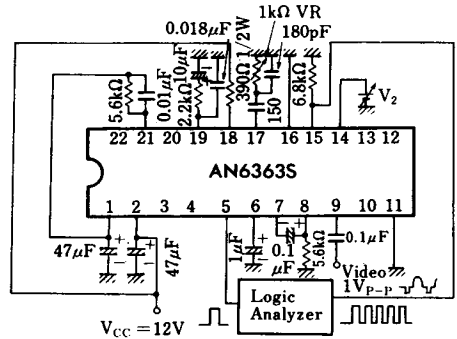 1kΩ VR
0.018μF
1/2W
180pF
5.6kΩ
0.01μF
2.2kΩ
10μF
390Ω
150
6.8kΩ
V2
22 21 20 19 18 17 16 15 14 13 12
AN6363S
1 2 3 4 5 6 7 8 9 10 11
47μF
+
−
47μF
+
−
1μF
+
−
− +
0.1
μF
5.6kΩ
0.1μF
Video
1VP-P
VCC = 12V
Logic
Analyzer